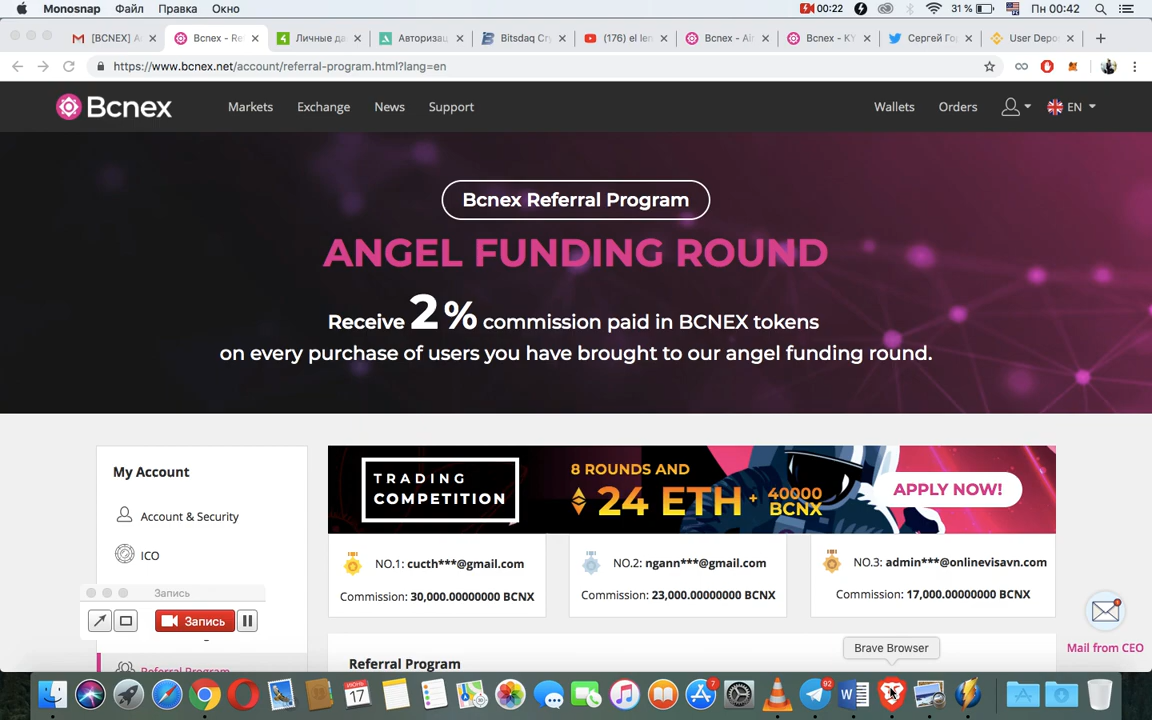 Monosnap Файл Правка Окно 00:22 31 % Пн 00:42
[BCNEX] A Bcnex - Re Личные да Авторизац Bitsdaq Cr (176) el len Bcnex - Ai Bcnex - KY Сергей Го User Depo
https://www.bcnex.net/account/referral-program.html?lang=en
Bcnex Markets Exchange News Support Wallets Orders EN
Bcnex Referral Program
ANGEL FUNDING ROUND
Receive 2% commission paid in BCNEX tokens
on every purchase of users you have brought to our angel funding round.
My Account
Account & Security
ICO
Referral Program
TRADING
COMPETITION
8 ROUNDS AND
24 ETH + 40000
BCNX
APPLY NOW!
NO.1: cucth***@gmail.com
Commission: 30,000.00000000 BCNX
NO.2: ngann***@gmail.com
Commission: 23,000.00000000 BCNX
NO.3: admin***@onlinevisavn.com
Commission: 17,000.00000000 BCNX
Referral Program
Mail from CEO
Запись
Запись
Brave Browser
17
7
92